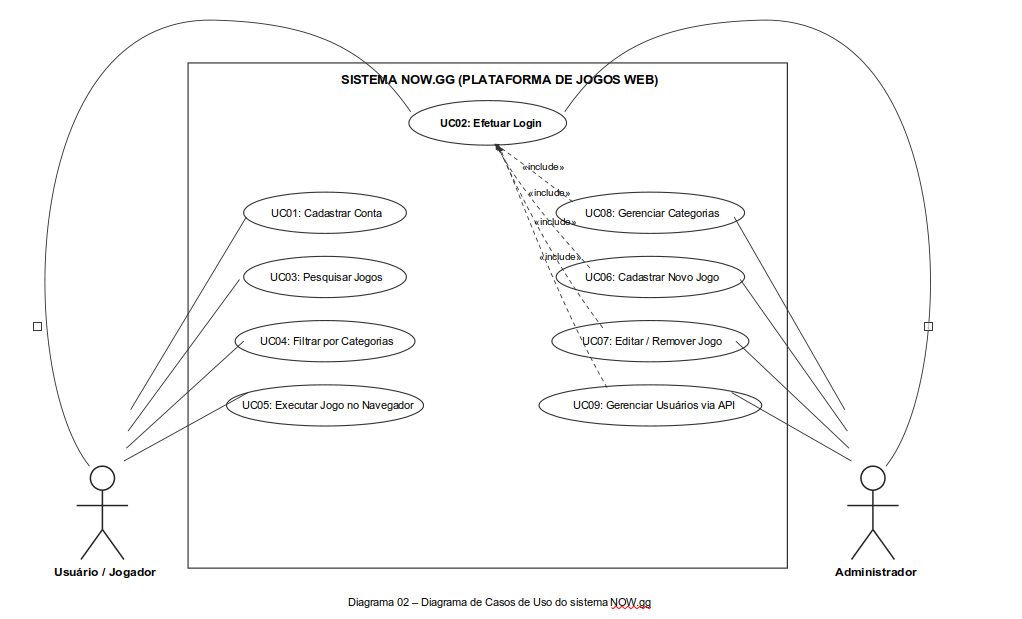 SISTEMA NOW.GG (PLATAFORMA DE JOGOS WEB)
UC02: Efetuar Login
«include»
«include»
«include»
«include»
UC01: Cadastrar Conta
UC08: Gerenciar Categorias
UC03: Pesquisar Jogos
UC06: Cadastrar Novo Jogo
UC04: Filtrar por Categorias
UC07: Editar / Remover Jogo
UC05: Executar Jogo no Navegador
UC09: Gerenciar Usuários via API
Usuário / Jogador
Administrador
Diagrama 02 – Diagrama de Casos de Uso do sistema NOW.gg